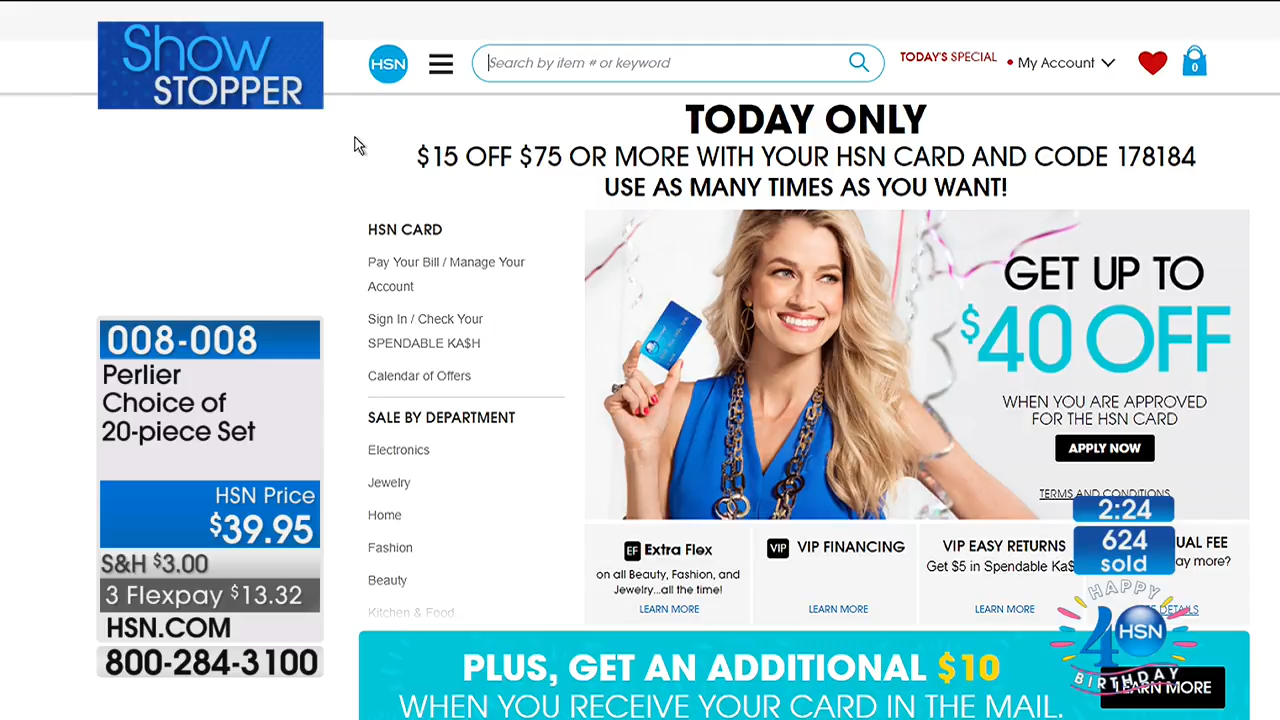 Show
STOPPER
HSN
Search by item # or keyword
TODAY'S SPECIAL
My Account
0
TODAY ONLY
$15 OFF $75 OR MORE WITH YOUR HSN CARD AND CODE 178184
USE AS MANY TIMES AS YOU WANT!
HSN CARD
Pay Your Bill / Manage Your
Account
Sign In / Check Your
SPENDABLE KA$H
Calendar of Offers
SALE BY DEPARTMENT
Electronics
Jewelry
Home
Fashion
Beauty
Kitchen & Food
GET UP TO
$40 OFF
WHEN YOU ARE APPROVED
FOR THE HSN CARD
APPLY NOW
TERMS AND CONDITIONS
EF Extra Flex
on all Beauty, Fashion, and
Jewelry...all the time!
LEARN MORE
VIP VIP FINANCING
LEARN MORE
VIP EASY RETURNS
Get $5 in Spendable Ka$
LEARN MORE
UAL FEE
ay more?
DETAILS
PLUS, GET AN ADDITIONAL $10
WHEN YOU RECEIVE YOUR CARD IN THE MAIL.
LEARN MORE
008-008
Perlier
Choice of
20-piece Set
HSN Price
$39.95
S&H $3.00
3 Flexpay $13.32
HSN.COM
800-284-3100
2:24
624
sold
HAPPY
40 HSN
BIRTHDAY